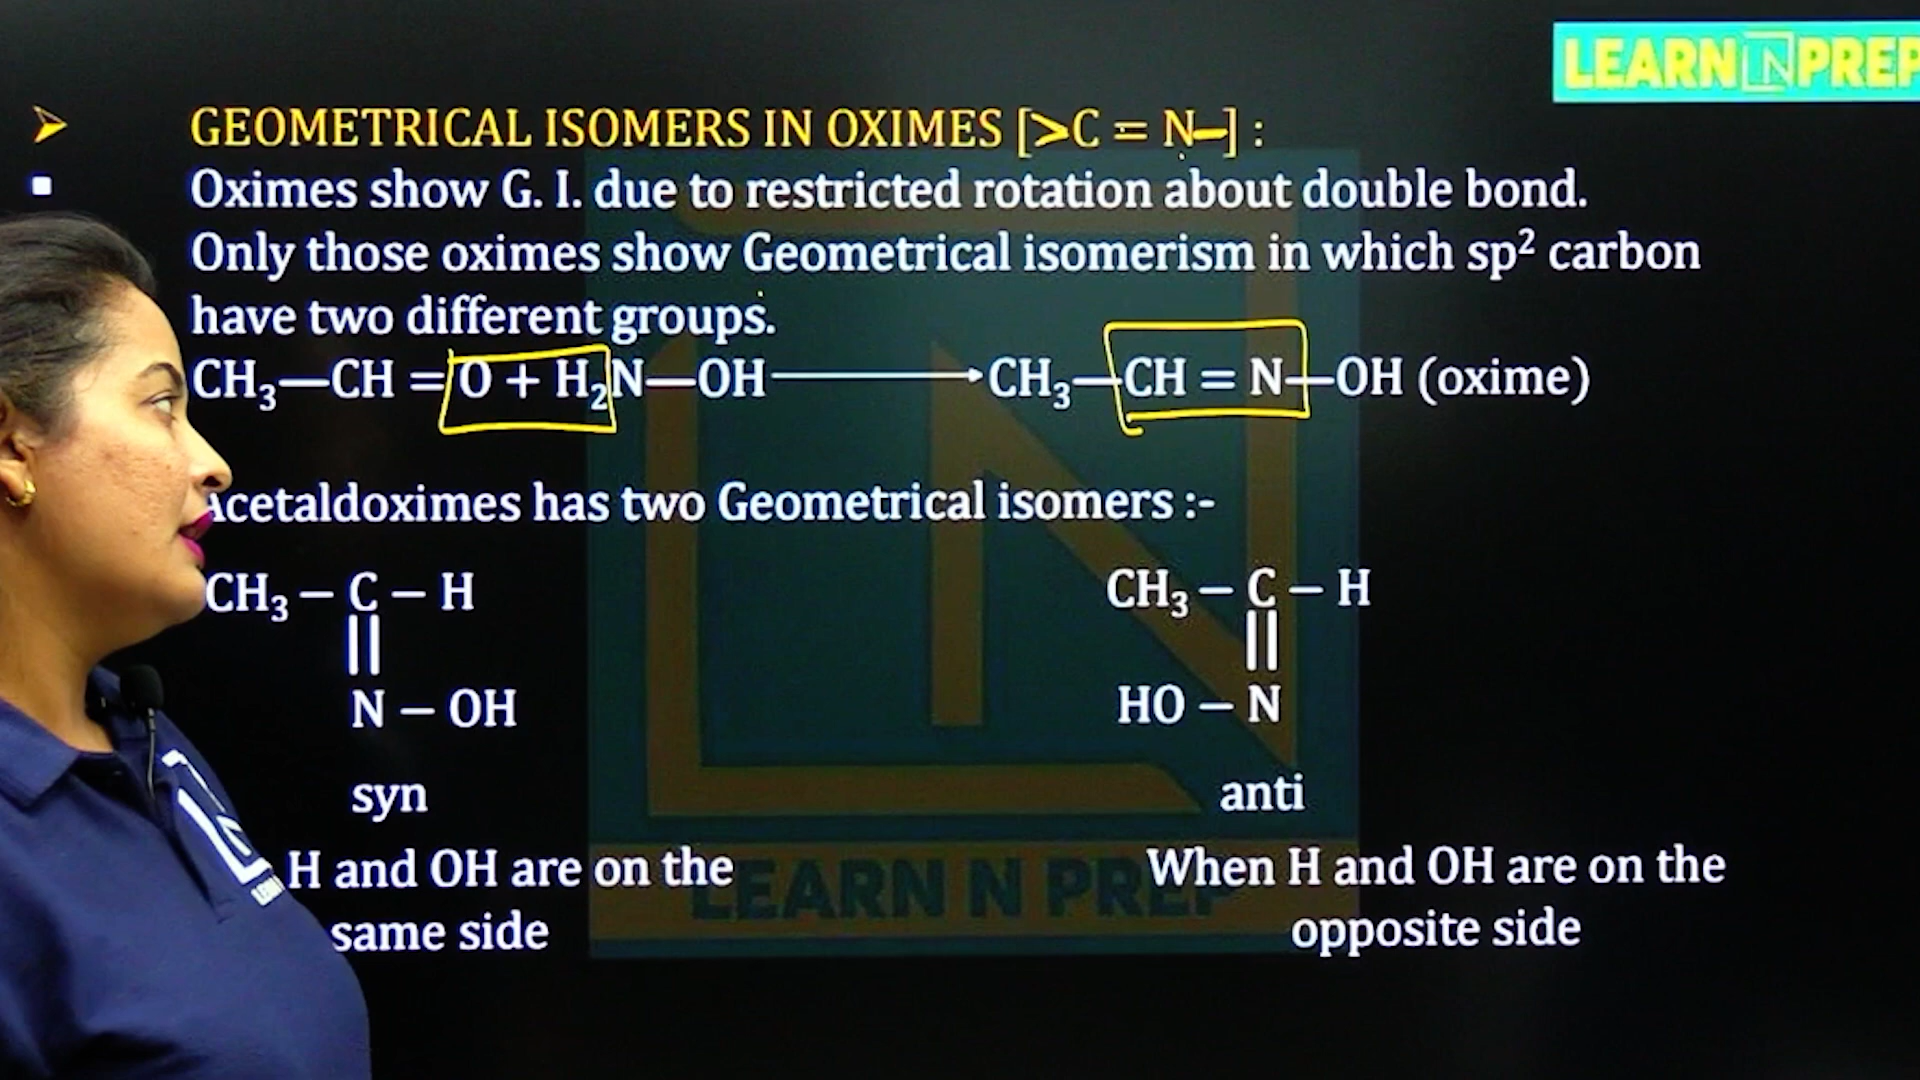 LEARN N PREP
➤ GEOMETRICAL ISOMERS IN OXIMES [>C = N–] :
▪ Oximes show G. I. due to restricted rotation about double bond.
Only those oximes show Geometrical isomerism in which sp² carbon
have two different groups.
CH₃—CH = O + H₂N—OH ⟶ CH₃—CH = N—OH (oxime)
Acetaldoximes has two Geometrical isomers :-
CH₃ – C – H CH₃ – C – H
|| ||
N – OH HO – N
syn anti
H and OH are on the When H and OH are on the
same side opposite side
LEARN N PREP